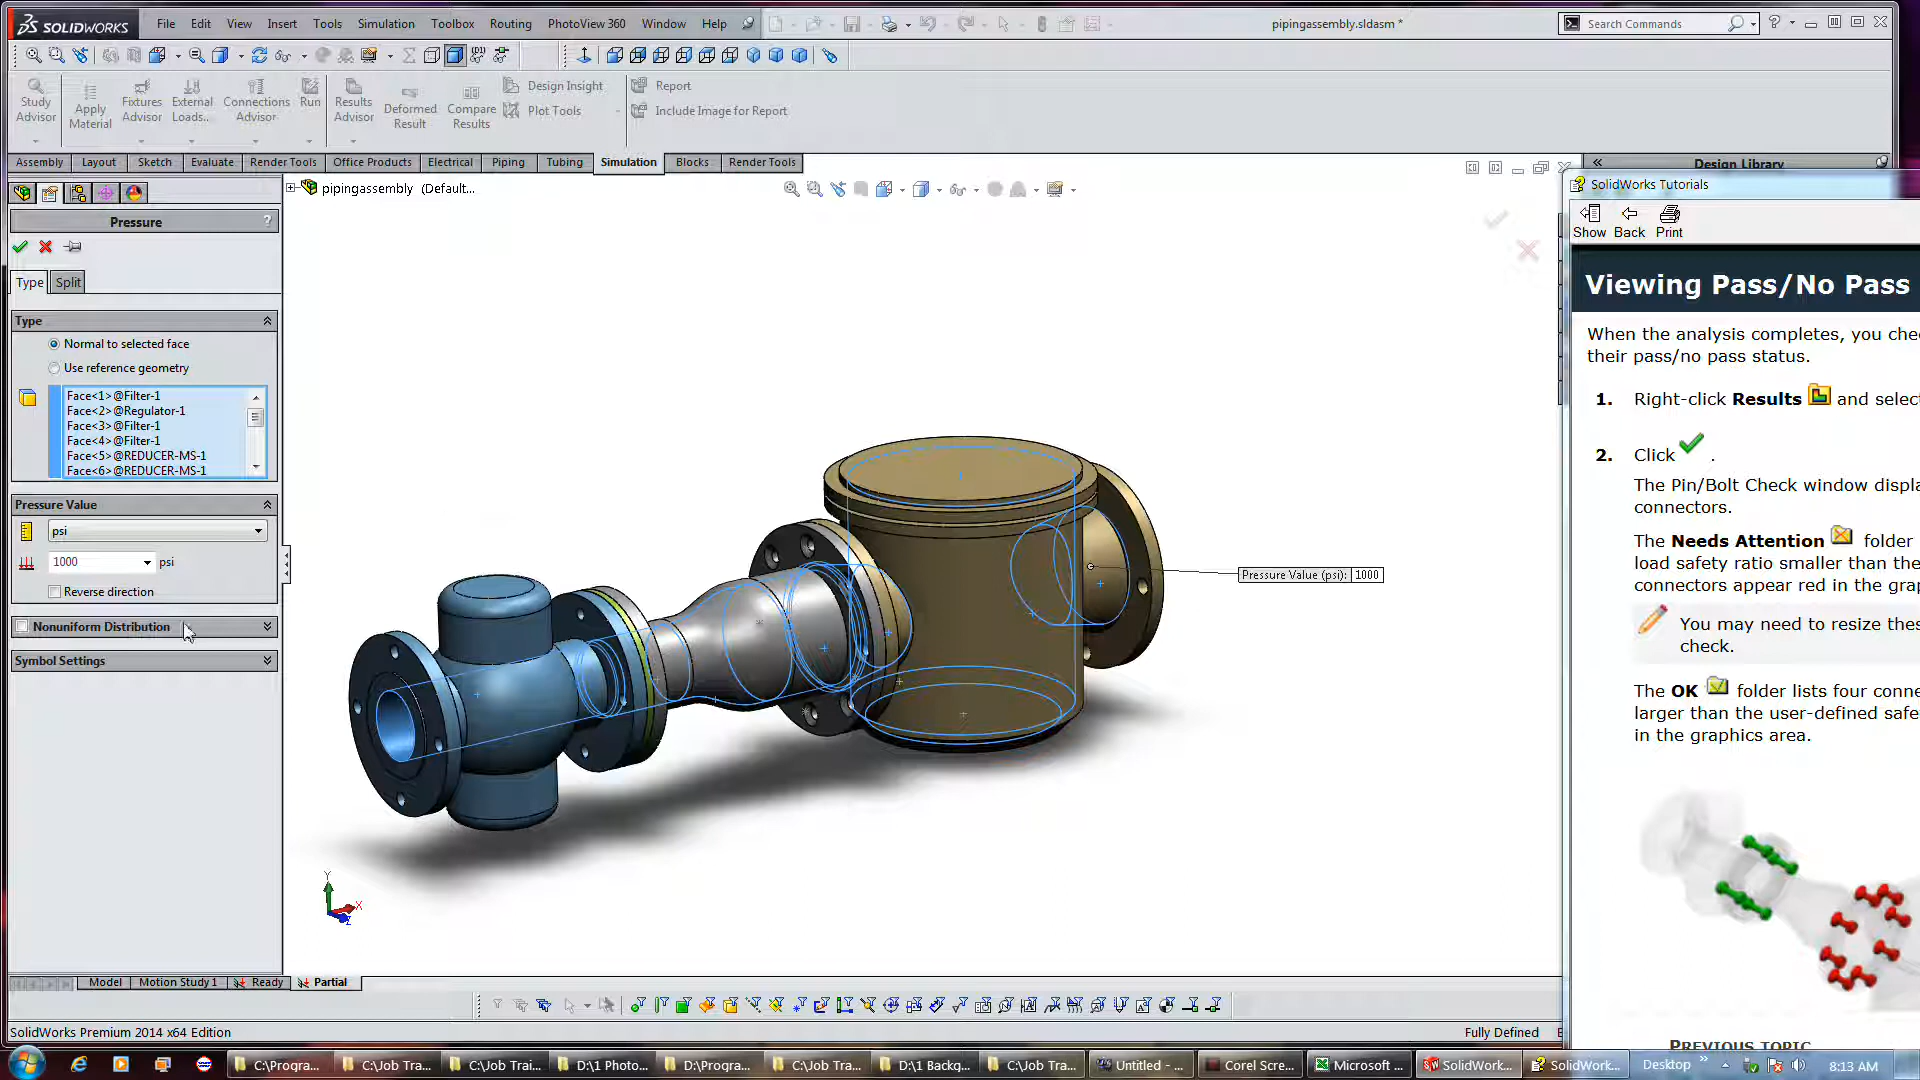 SOLIDWORKS File Edit View Insert Tools Simulation Toolbox Routing PhotoView 360 Window Help
pipingassembly.sldasm *
Search Commands
Study Advisor
Apply Material
Fixtures Advisor
External Loads..
Connections Advisor
Run
Results Advisor
Deformed Result
Compare Results
Design Insight
Plot Tools
Report
Include Image for Report
Assembly Layout Sketch Evaluate Render Tools Office Products Electrical Piping Tubing Simulation Blocks Render Tools
Design Library
pipingassembly (Default...
Pressure ?
Type Split
Type
Normal to selected face
Use reference geometry
Face<1>@Filter-1
Face<2>@Regulator-1
Face<3>@Filter-1
Face<4>@Filter-1
Face<5>@REDUCER-MS-1
Face<6>@REDUCER-MS-1
Pressure Value
psi
1000 psi
Reverse direction
Nonuniform Distribution
Symbol Settings
Pressure Value (psi): 1000
Y
X
Z
SolidWorks Tutorials
Show Back Print
Viewing Pass/No Pass
When the analysis completes, you che
their pass/no pass status.
1. Right-click Results and select
2. Click .
The Pin/Bolt Check window displa
connectors.
The Needs Attention folder
load safety ratio smaller than the
connectors appear red in the grap
You may need to resize thes
check.
The OK folder lists four conne
larger than the user-defined safe
in the graphics area.
PREVIOUS TOPIC
Model Motion Study 1 Ready Partial
SolidWorks Premium 2014 x64 Edition
Fully Defined
C:\Progra...
C:\Job Tra...
C:\Job Trai...
D:\1 Photo...
D:\Progra...
C:\Job Tra...
D:\1 Backg...
C:\Job Tra...
Untitled - ...
Corel Scre...
Microsoft ...
SolidWork...
SolidWork...
Desktop
8:13 AM